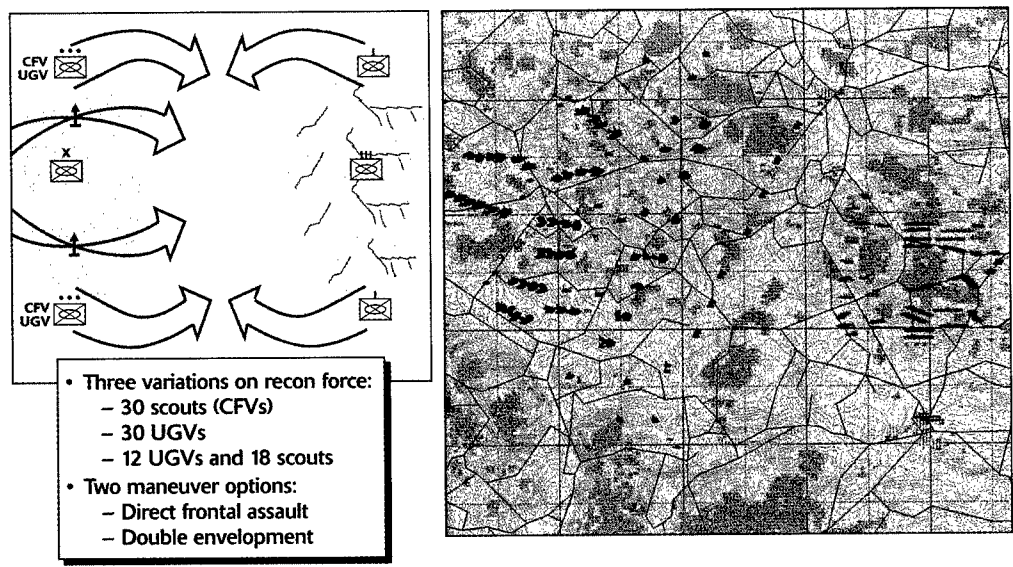 CFV
UGV
X
III
CFV
UGV
• Three variations on recon force:
– 30 scouts (CFVs)
– 30 UGVs
– 12 UGVs and 18 scouts
• Two maneuver options:
– Direct frontal assault
– Double envelopment